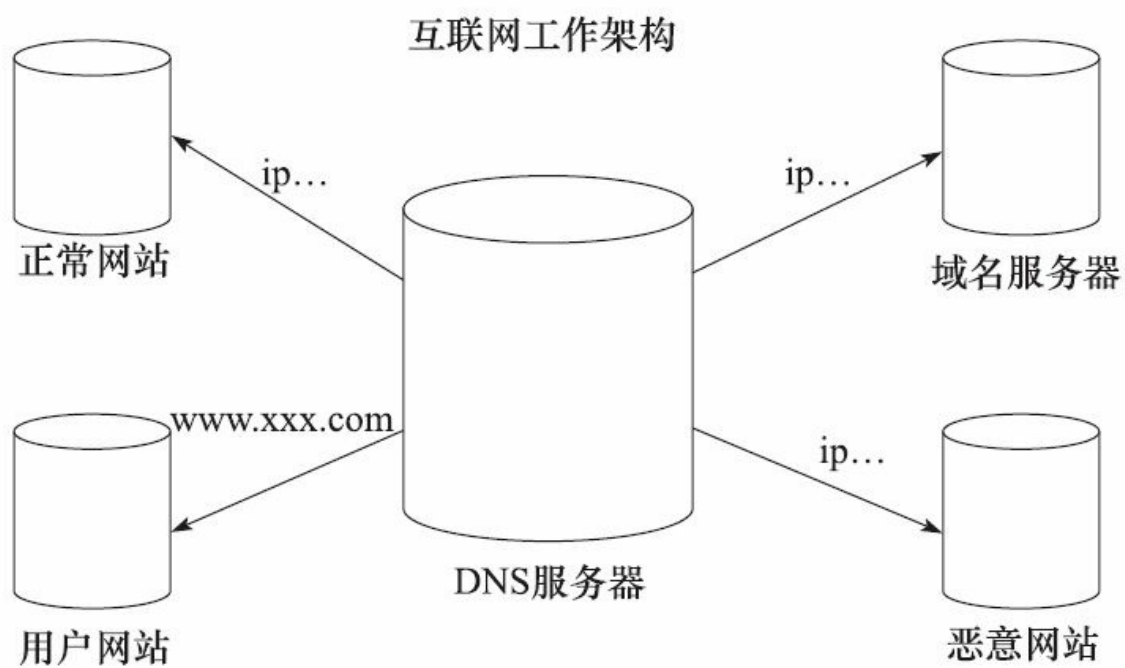 互联网工作架构
ip…
ip…
正常网站
域名服务器
www.xxx.com
ip…
DNS服务器
用户网站
恶意网站